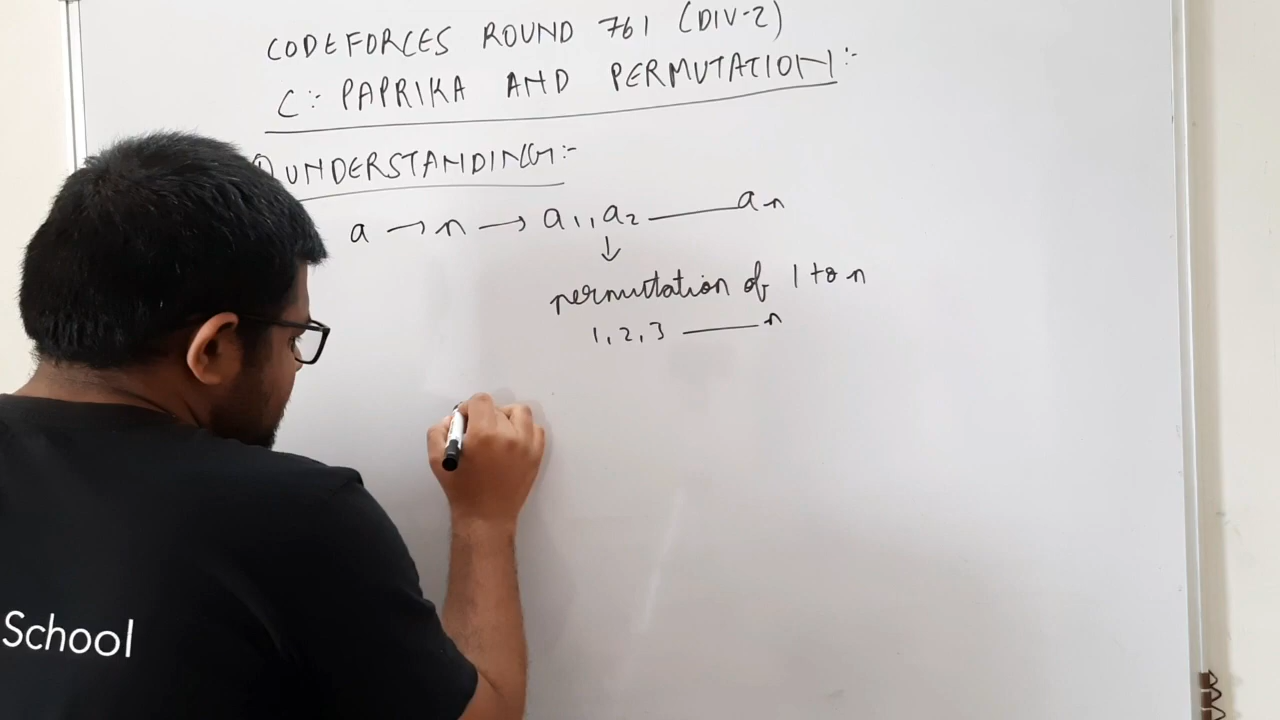 CODEFORCES ROUND 761 (DIV-2)
C:- PAPRIKA AND PERMUTATION:-
1) UNDERSTANDING:-
a → n → a1, a2 —— an
↓
permutation of 1 to n
1, 2, 3 —— n
School